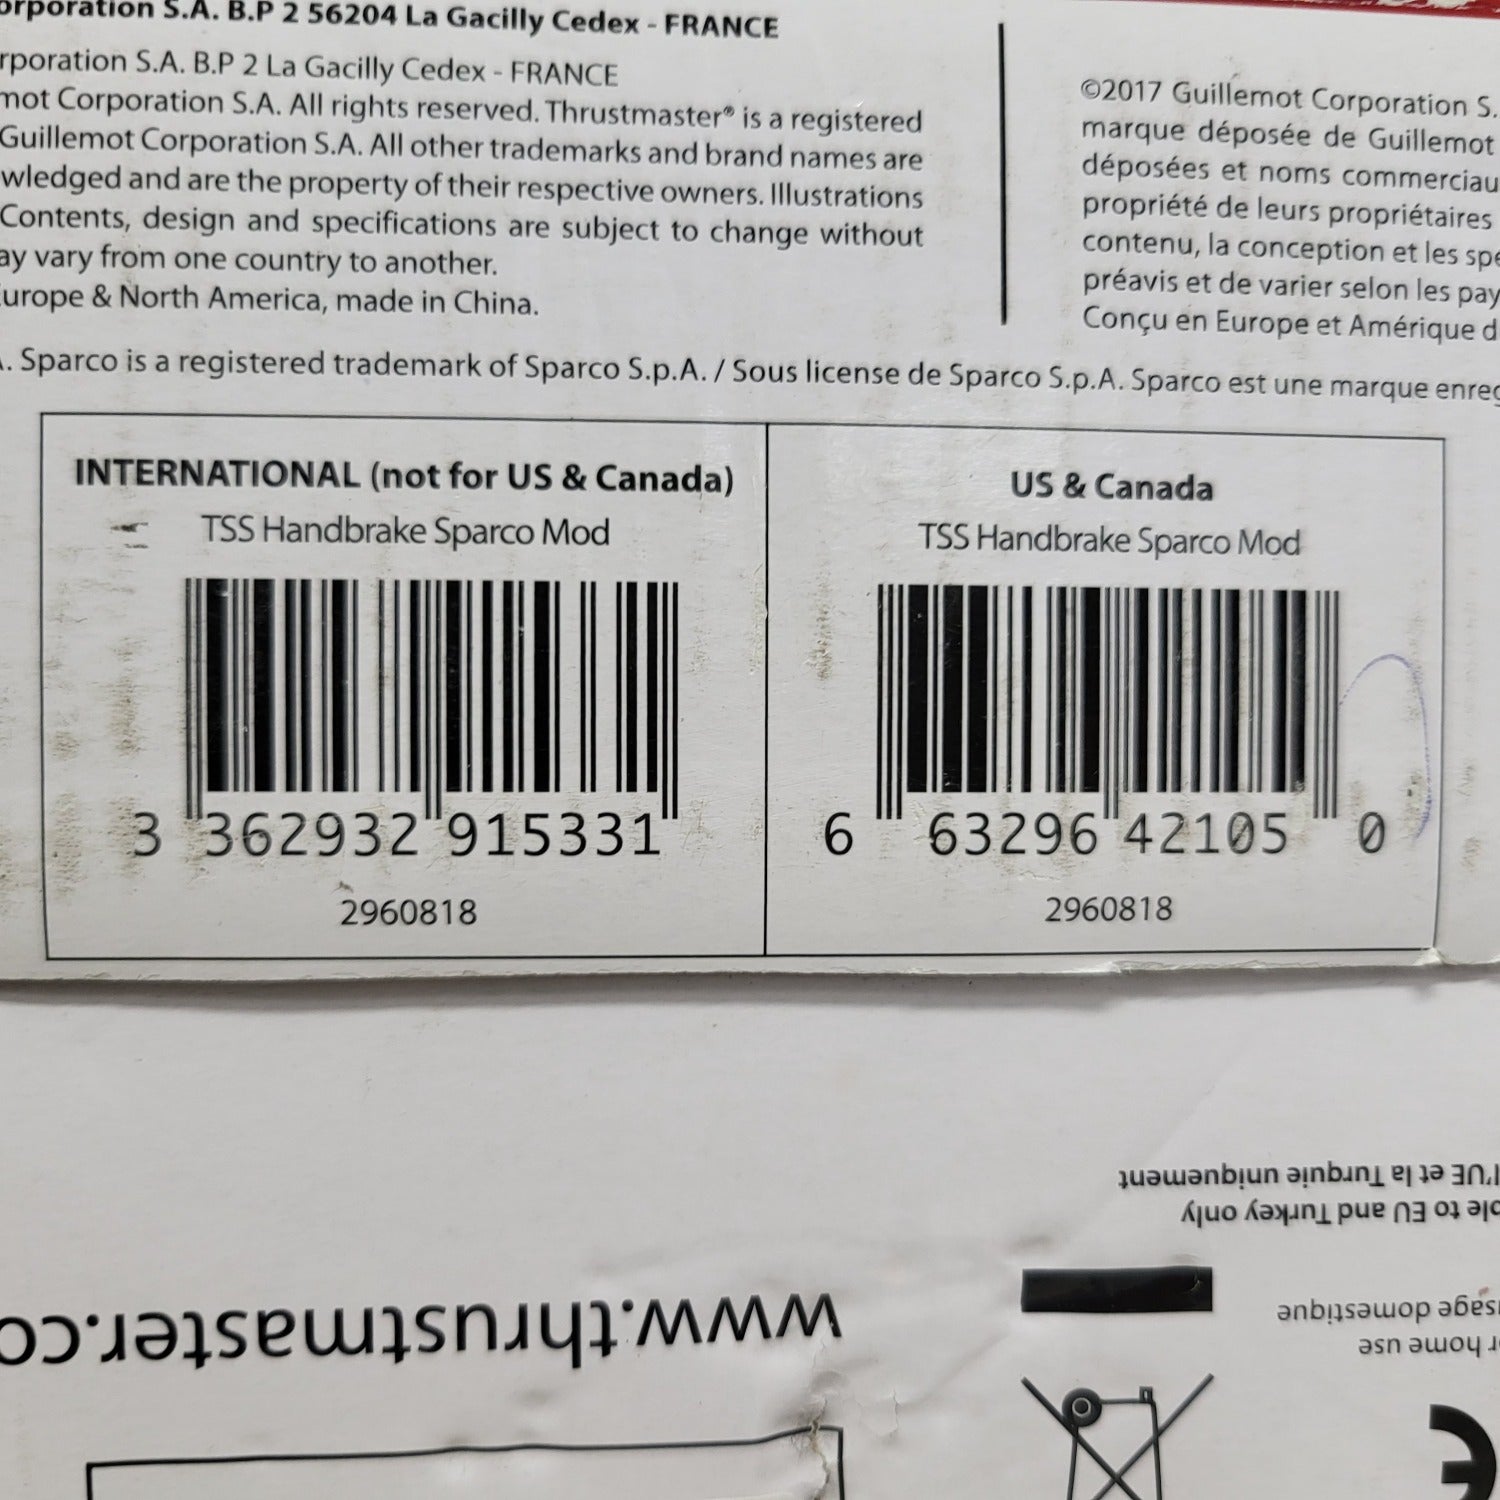 orporation S.A. B.P 2 56204 La Gacilly Cedex - FRANCE
rporation S.A. B.P 2 La Gacilly Cedex - FRANCE
mot Corporation S.A. All rights reserved. Thrustmaster® is a registered
Guillemot Corporation S.A. All other trademarks and brand names are
wledged and are the property of their respective owners. Illustrations
Contents, design and specifications are subject to change without
ay vary from one country to another.
urope & North America, made in China.
©2017 Guillemot Corporation S.
marque déposée de Guillemot
déposées et noms commerciau
propriété de leurs propriétaires
contenu, la conception et les spé
préavis et de varier selon les pay
Conçu en Europe et Amérique d
. Sparco is a registered trademark of Sparco S.p.A. / Sous license de Sparco S.p.A. Sparco est une marque enreg
INTERNATIONAL (not for US & Canada)
TSS Handbrake Sparco Mod
3 362932 915331
2960818
US & Canada
TSS Handbrake Sparco Mod
6 63296 42105 0
2960818
l'UE et la Turquie uniquement
ble to EU and Turkey only
www.thrustmaster.co
sage domestique
r home use
CE